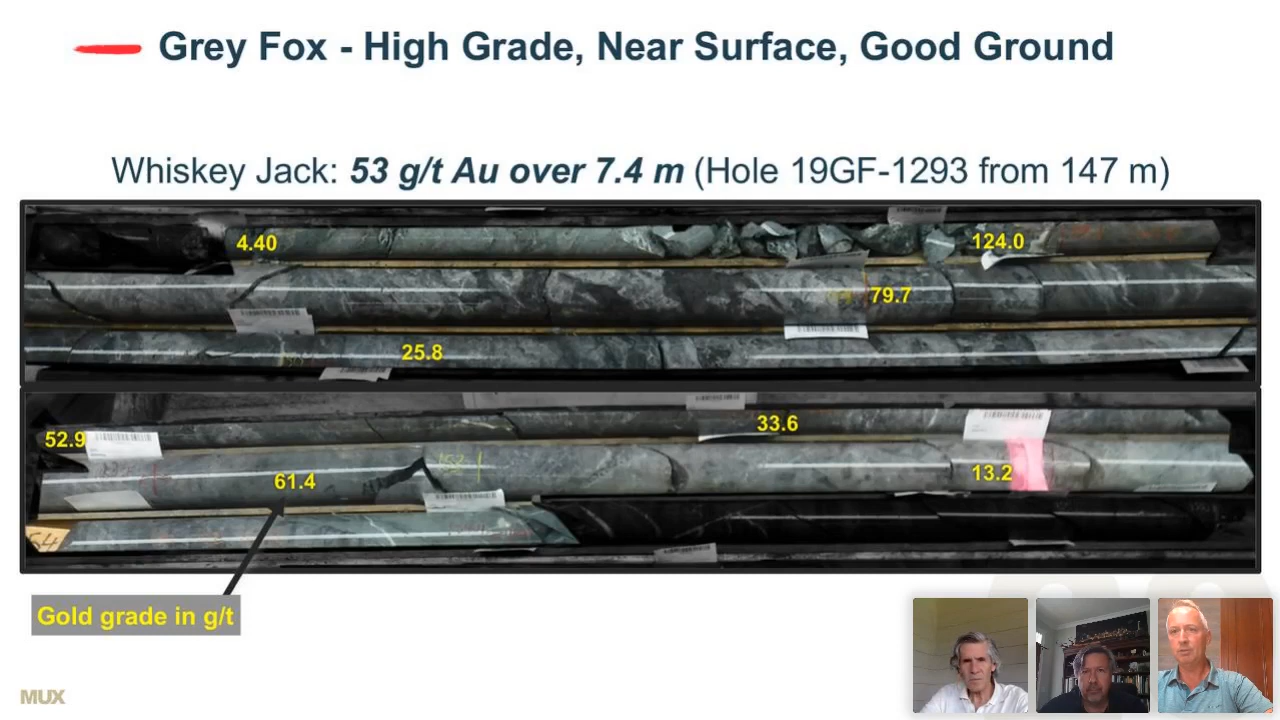 Grey Fox - High Grade, Near Surface, Good Ground
Whiskey Jack: 53 g/t Au over 7.4 m (Hole 19GF-1293 from 147 m)
4.40
124.0
79.7
25.8
33.6
52.9
61.4
13.2
54
Gold grade in g/t
MUX